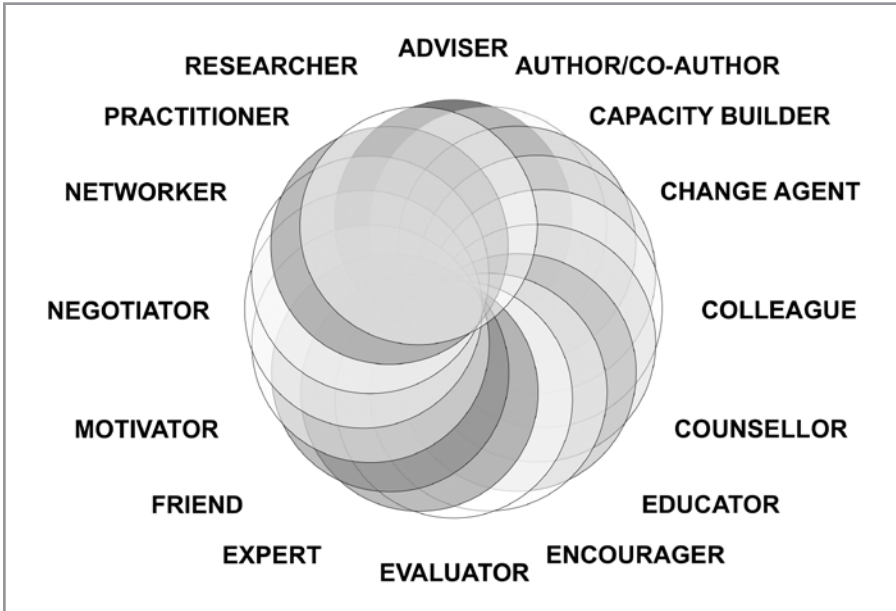 ADVISER
RESEARCHER
AUTHOR/CO-AUTHOR
PRACTITIONER
CAPACITY BUILDER
NETWORKER
CHANGE AGENT
NEGOTIATOR
COLLEAGUE
MOTIVATOR
COUNSELLOR
FRIEND
EDUCATOR
EXPERT
ENCOURAGER
EVALUATOR